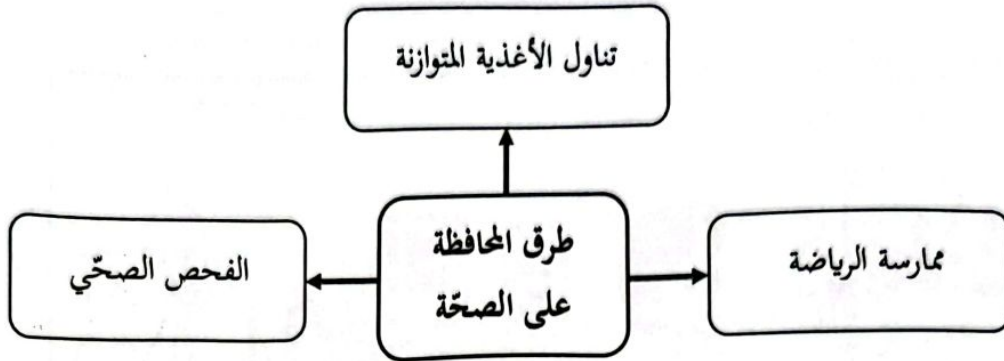 تناول الأغذية المتوازنة
طرق المحافظة
على الصحّة
ممارسة الرياضة
الفحص الصحّي